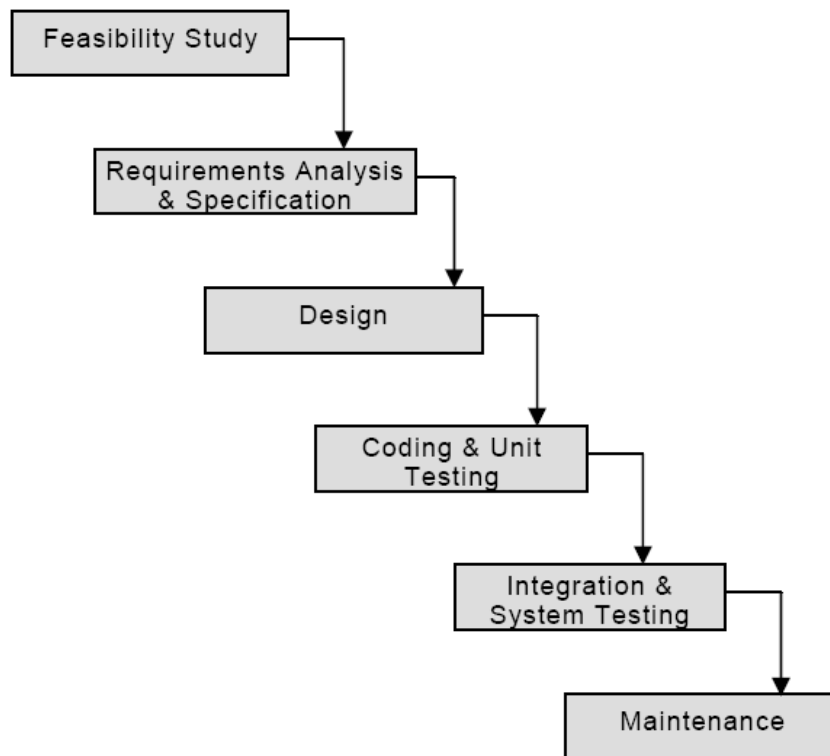 Feasibility Study
Requirements Analysis
& Specification
Design
Coding & Unit
Testing
Integration &
System Testing
Maintenance